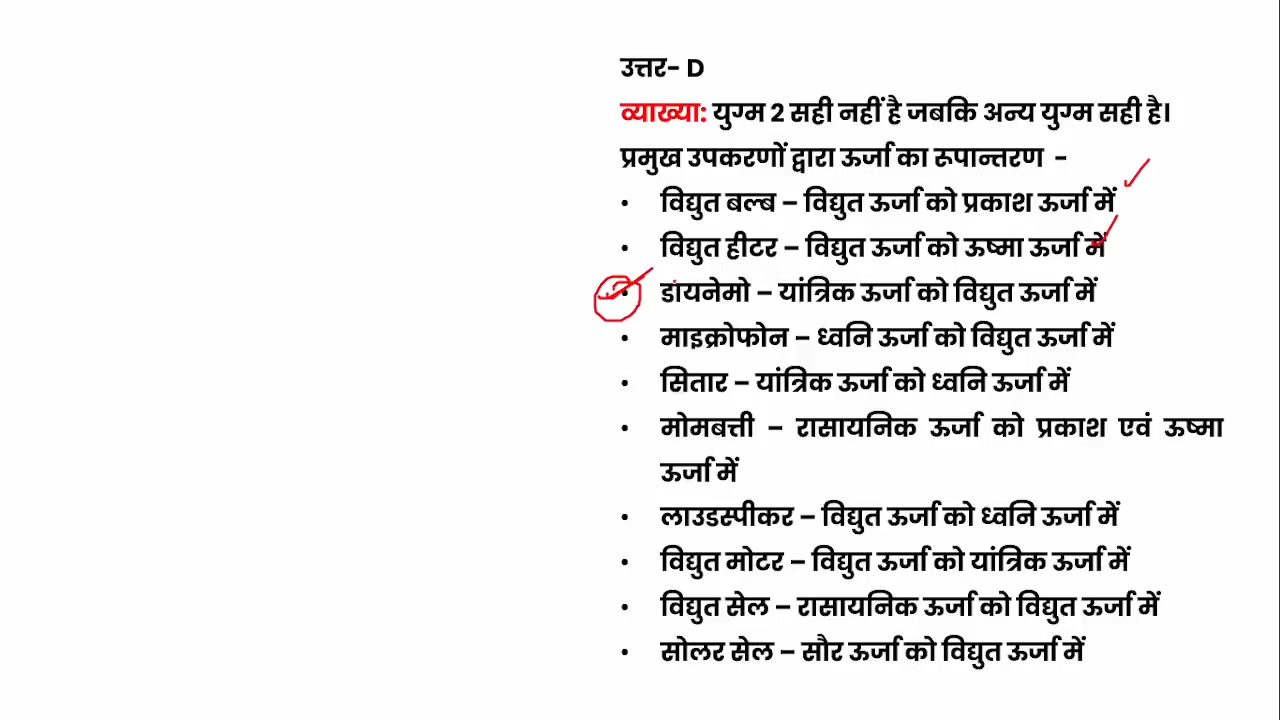 उत्तर- D
व्याख्या: युग्म 2 सही नहीं है जबकि अन्य युग्म सही है।
प्रमुख उपकरणों द्वारा ऊर्जा का रूपान्तरण -
• विद्युत बल्ब – विद्युत ऊर्जा को प्रकाश ऊर्जा में
• विद्युत हीटर – विद्युत ऊर्जा को ऊष्मा ऊर्जा में
• डायनेमो – यांत्रिक ऊर्जा को विद्युत ऊर्जा में
• माइक्रोफोन – ध्वनि ऊर्जा को विद्युत ऊर्जा में
• सितार – यांत्रिक ऊर्जा को ध्वनि ऊर्जा में
• मोमबत्ती – रासायनिक ऊर्जा को प्रकाश एवं ऊष्मा
ऊर्जा में
• लाउडस्पीकर – विद्युत ऊर्जा को ध्वनि ऊर्जा में
• विद्युत मोटर – विद्युत ऊर्जा को यांत्रिक ऊर्जा में
• विद्युत सेल – रासायनिक ऊर्जा को विद्युत ऊर्जा में
• सोलर सेल – सौर ऊर्जा को विद्युत ऊर्जा में